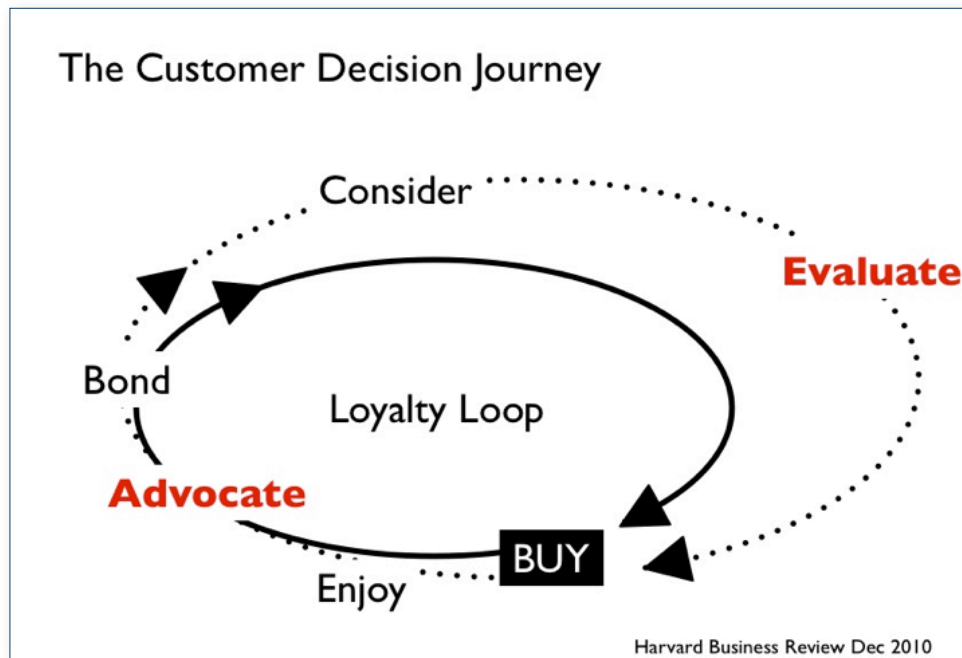 The Customer Decision Journey
Consider
Evaluate
Bond
Loyalty Loop
Advocate
BUY
Enjoy
Harvard Business Review Dec 2010